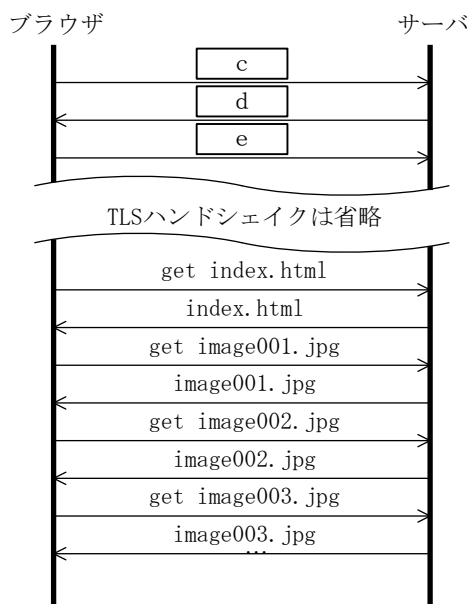 ブラウザ サーバ
c
d
e
TLSハンドシェイクは省略
get index.html
index.html
get image001.jpg
image001.jpg
get image002.jpg
image002.jpg
get image003.jpg
image003.jpg
…